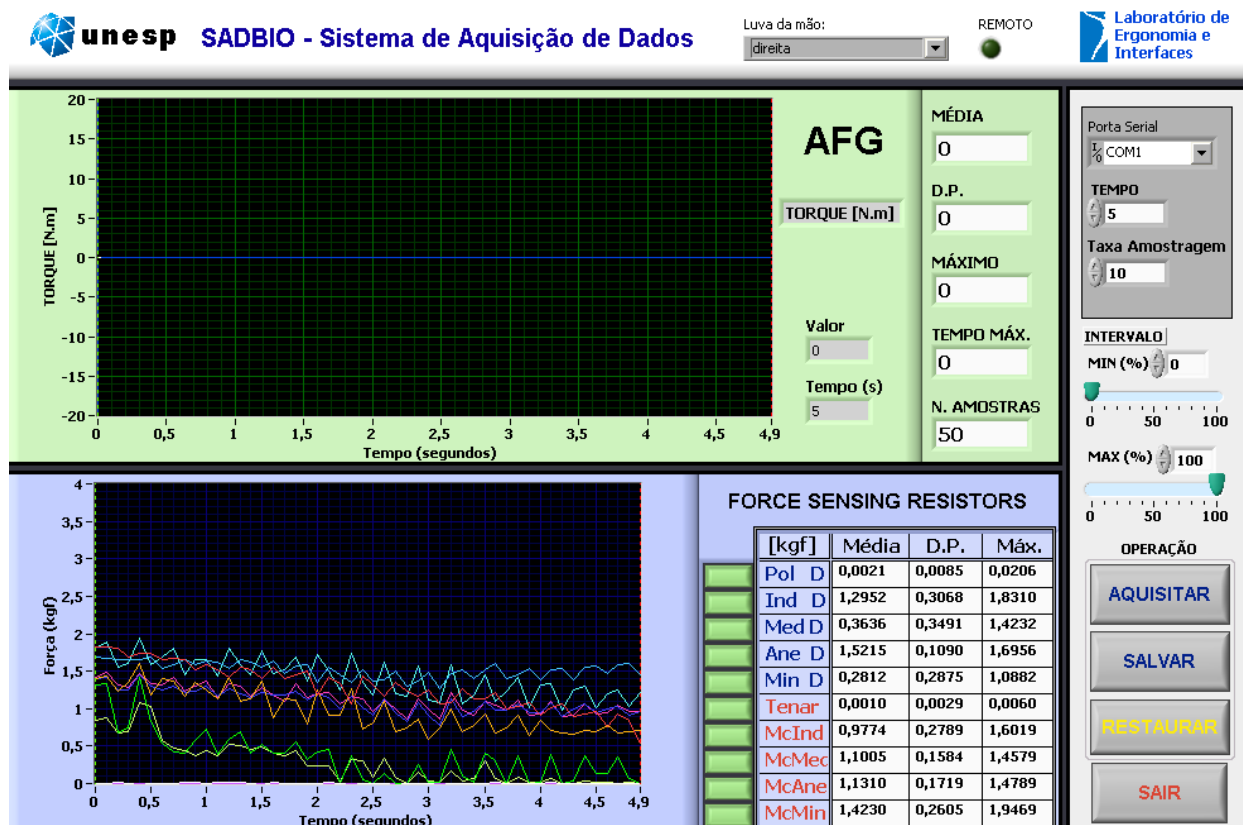 unesp
SADBIO - Sistema de Aquisição de Dados
Luva da mão:
direita
REMOTO
Laboratório de
Ergonomia e
Interfaces
20
15
10
5
0
-5
-10
-15
-20
TORQUE [N.m]
0 0,5 1 1,5 2 2,5 3 3,5 4 4,5 4,9
Tempo (segundos)
AFG
TORQUE [N.m]
Valor
0
Tempo (s)
5
MÉDIA
0
D.P.
0
MÁXIMO
0
TEMPO MÁX.
0
N. AMOSTRAS
50
Porta Serial
I/0 COM1
TEMPO
5
Taxa Amostragem
10
INTERVALO
MIN (%) 0
0 50 100
MAX (%) 100
0 50 100
OPERAÇÃO
AQUISITAR
SALVAR
RESTAURAR
SAIR
4
3,5
3
2,5
2
1,5
1
0,5
0
Força (kgf)
0 0,5 1 1,5 2 2,5 3 3,5 4 4,5 4,9
Tempo (segundos)
FORCE SENSING RESISTORS
[kgf] Média D.P. Máx.
Pol D 0,0021 0,0085 0,0206
Ind D 1,2952 0,3068 1,8310
Med D 0,3636 0,3491 1,4232
Ane D 1,5215 0,1090 1,6956
Min D 0,2812 0,2875 1,0882
Tenar 0,0010 0,0029 0,0060
McInd 0,9774 0,2789 1,6019
McMed 1,1005 0,1584 1,4579
McAne 1,1310 0,1719 1,4789
McMin 1,4230 0,2605 1,9469